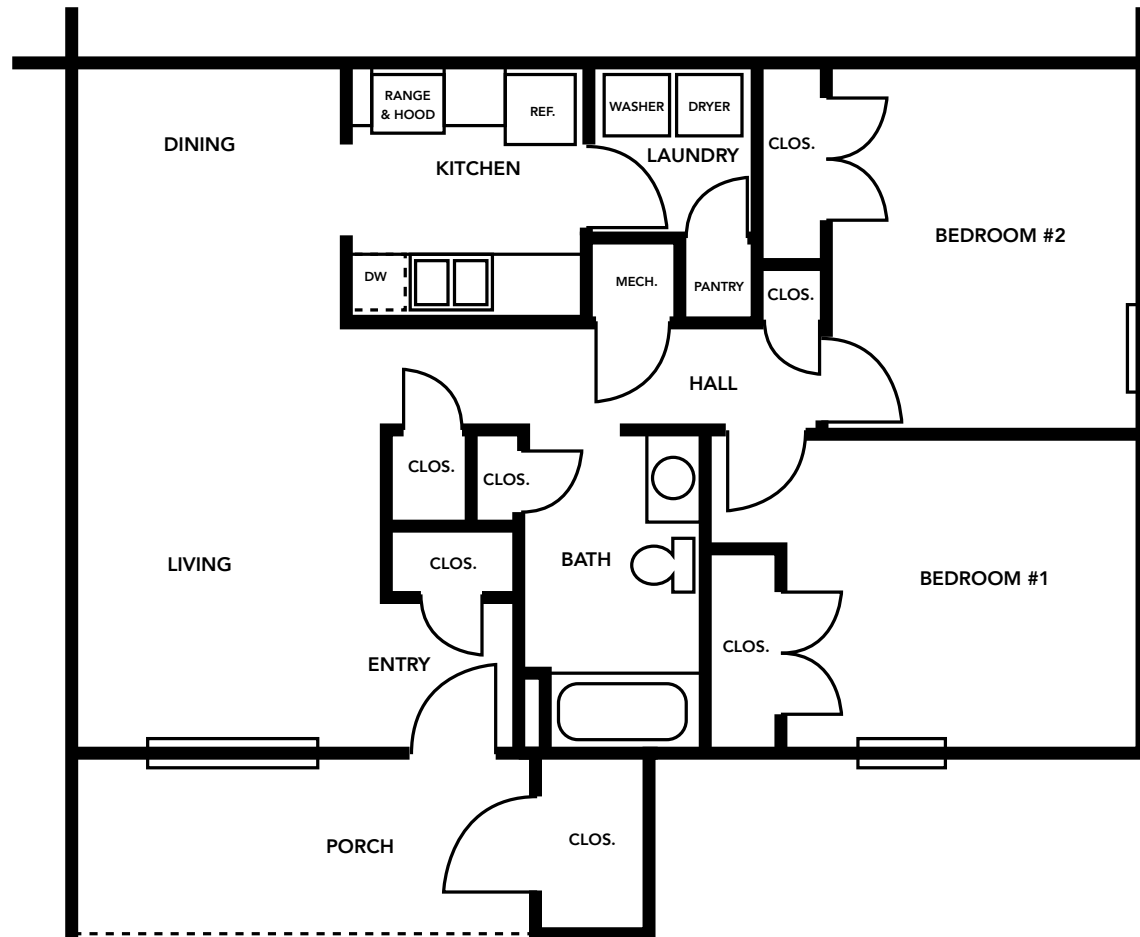 RANGE
& HOOD
REF.
WASHER
DRYER
DINING
KITCHEN
LAUNDRY
CLOS.
BEDROOM #2
DW
MECH.
PANTRY
CLOS.
HALL
CLOS.
CLOS.
LIVING
CLOS.
BATH
BEDROOM #1
CLOS.
ENTRY
PORCH
CLOS.